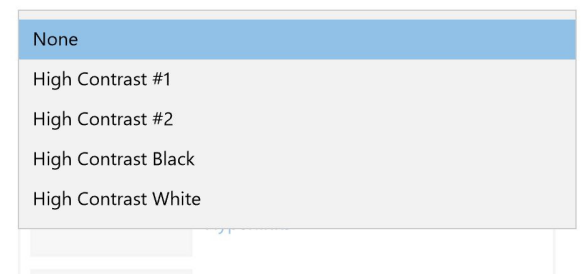 None
High Contrast #1
High Contrast #2
High Contrast Black
High Contrast White